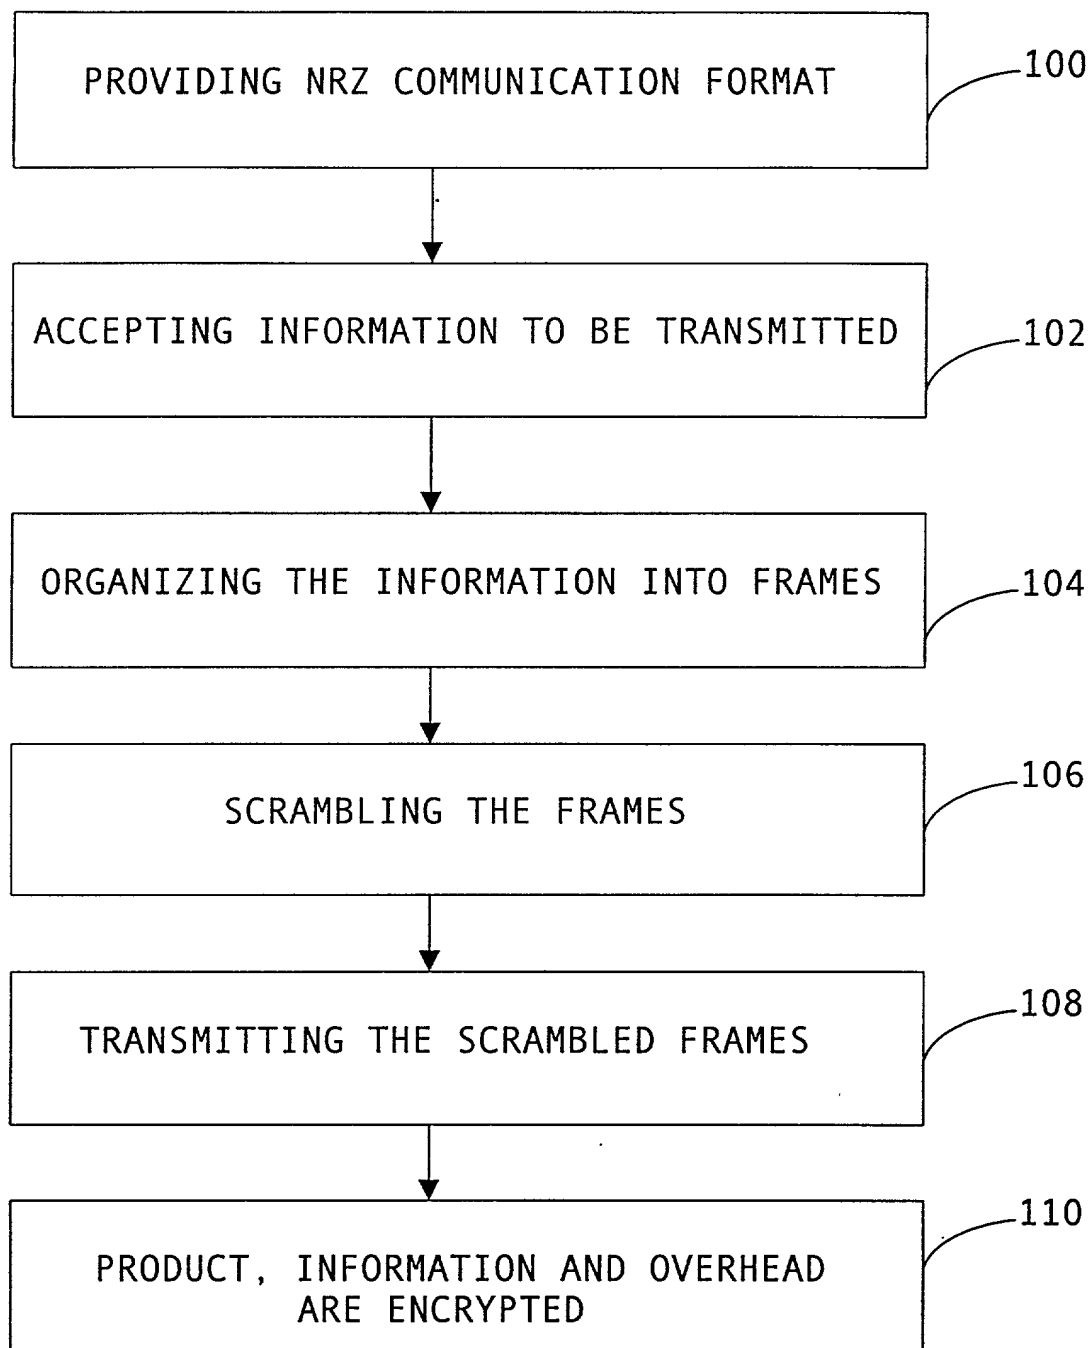 PROVIDING NRZ COMMUNICATION FORMAT
100
ACCEPTING INFORMATION TO BE TRANSMITTED
102
ORGANIZING THE INFORMATION INTO FRAMES
104
SCRAMBLING THE FRAMES
106
TRANSMITTING THE SCRAMBLED FRAMES
108
PRODUCT, INFORMATION AND OVERHEAD
ARE ENCRYPTED
110